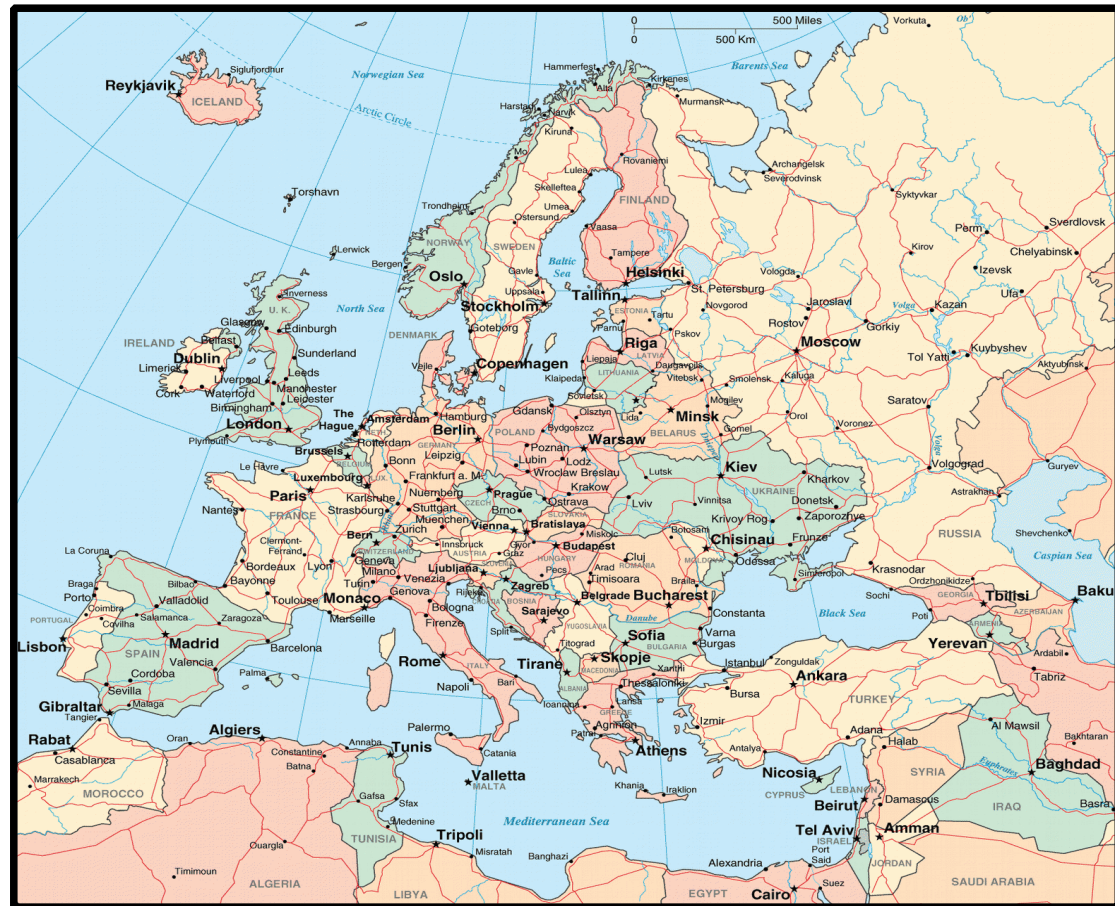 0 500 Miles
0 500 Km
Vorkuta
Ob'
Norwegian Sea
Barents Sea
Siglufjordhur
Reykjavik
ICELAND
Arctic Circle
Hammerfest
Alta
Kirkenes
Murmansk
Harstad
Narvik
Kiruna
Mo
Rovaniemi
Lulea
Skelleftea
Archangelsk
Severodvinsk
Syktyvkar
Torshavn
Trondheim
Umea
Ostersund
Vaasa
FINLAND
NORWAY
SWEDEN
Lerwick
Bergen
Tampere
Baltic
Sea
Perm
Sverdlovsk
Kirov
Chelyabinsk
Izevsk
Oslo
Gavle
Uppsala
Stockholm
Helsinki
Tallinn
St. Petersburg
Vologda
Ufa
Inverness
U. K.
North Sea
ESTONIA
Parnu
Tartu
Novgorod
Jaroslavl
Volga
Kazan
Glasgow
Edinburgh
DENMARK
Goteborg
Pskov
Rostov
Gorkiy
IRELAND
Belfast
Riga
LATVIA
Moscow
Dublin
Sunderland
Vejle
Copenhagen
Liepaja
Daugavpils
Tol Yatti
Kuybyshev
Aktyubinsk
Limerick
Leeds
Liverpool
Manchester
Klaipeda
LITHUANIA
Vitebsk
Smolensk
Kaluga
Cork
Waterford
Leicester
Birmingham
Sovietsk
Mogilev
Saratov
London
Plymouth
The
Hague
Amsterdam
Hamburg
Gdansk
Olsztyn
Lida
Minsk
Orol
NETH.
Rotterdam
Berlin
POLAND
Bydgoszcz
BELARUS
Gomel
Voronez
Brussels
BELGIUM
GERMANY
Poznan
Warsaw
Dnieper
Volga
Le Havre
Bonn
Leipzig
Lubin
Lodz
Kiev
Volgograd
Guryev
Luxembourg
LUX.
Frankfurt a. M.
Wroclaw Breslau
Lutsk
Kharkov
Paris
Karlsruhe
Nuernberg
Prague
Krakow
Lviv
Vinnitsa
UKRAINE
Donetsk
Astrakhan
Nantes
FRANCE
Strasbourg
Stuttgart
CZECH
Brno
Ostrava
SLOVAKIA
Krivoy Rog
Zaporozhye
Muenchen
Vienna
Bratislava
Miskolc
Botosani
Frunze
RUSSIA
Shevchenko
Bern
Zurich
Innsbruck
Gyor
Budapest
Chisinau
Clermont-
Ferrand
SWITZERLAND
AUSTRIA
Graz
HUNGARY
Cluj
MOLDOVA
Odessa
Caspian Sea
La Coruna
Geneva
Ljubljana
SLOVENIA
Pecs
Arad
ROMANIA
Krasnodar
Bordeaux
Lyon
Milano
Venezia
Zagreb
Timisoara
Braila
Simferopol
Ordzhonikidze
Braga
Bilbao
Bayonne
Turin
Rijeka
CROATIA
BOSNIA
Belgrade
Bucharest
Sochi
GEORGIA
Tbilisi
Baku
Porto
Valladolid
Toulouse
Monaco
Genova
Bologna
Sarajevo
Constanta
Black Sea
Poti
AZERBAIJAN
Coimbra
Salamanca
Zaragoza
Marseille
Firenze
Split
YUGOSLAVIA
Danube
Varna
ARMENIA
PORTUGAL
Covilha
Titograd
Sofia
BULGARIA
Burgas
Yerevan
Lisbon
Madrid
Barcelona
SPAIN
Rome
ITALY
Tirane
Skopje
MACEDONIA
Xanthi
Istanbul
Zonguldak
Ardabil
Valencia
Cordoba
Palma
Bari
ALBANIA
Thessaloniki
Ankara
Tabriz
Sevilla
Napoli
Bursa
TURKEY
Malaga
Ioannana
Larisa
Gibraltar
Tangier
GREECE
Al Mawsil
Palermo
Agrinion
Izmir
Adana
Rabat
Oran
Algiers
Annaba
Tunis
Catania
Patrai
Athens
Antalya
Halab
Bakhtaran
Casablanca
Constantine
Batna
Valletta
MALTA
Nicosia
SYRIA
Euphrates
Baghdad
Marrakech
Khania
Iraklion
CYPRUS
LEBANON
MOROCCO
Gafsa
Sfax
Beirut
Damascus
IRAQ
Basra
Medenine
Mediterranean Sea
Tel Aviv
Amman
TUNISIA
Tripoli
ISRAEL
Ouargla
Misratah
Banghazi
Alexandria
Port
Said
JORDAN
Timimoun
ALGERIA
LIBYA
EGYPT
Cairo
Suez
SAUDI ARABIA